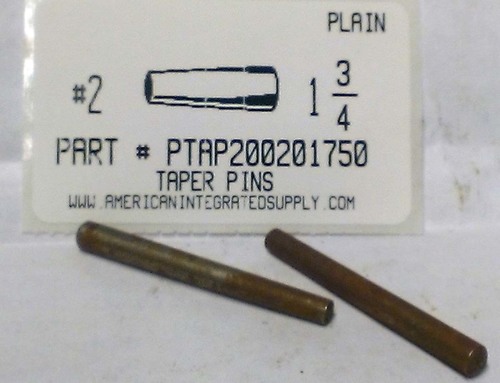 PLAIN
#2 1 3/4
PART # PTAP200201750
TAPER PINS
WWW.AMERICANINTEGRATEDSUPPLY.COM